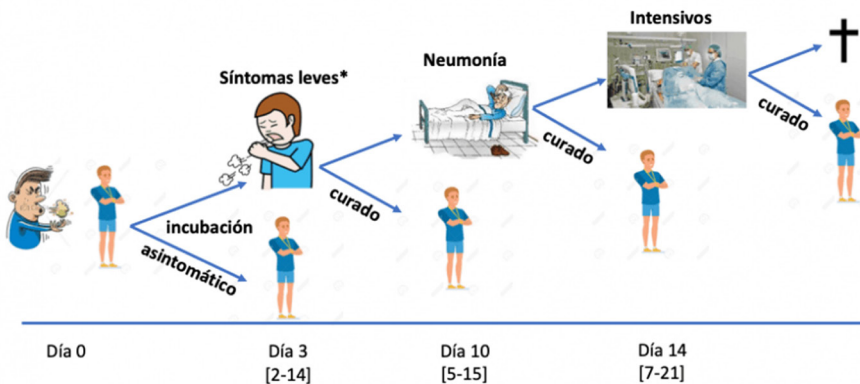 Intensivos
Neumonía
Síntomas leves*
curado
curado
curado
incubación
asintomático
Día 0
Día 3
[2-14]
Día 10
[5-15]
Día 14
[7-21]